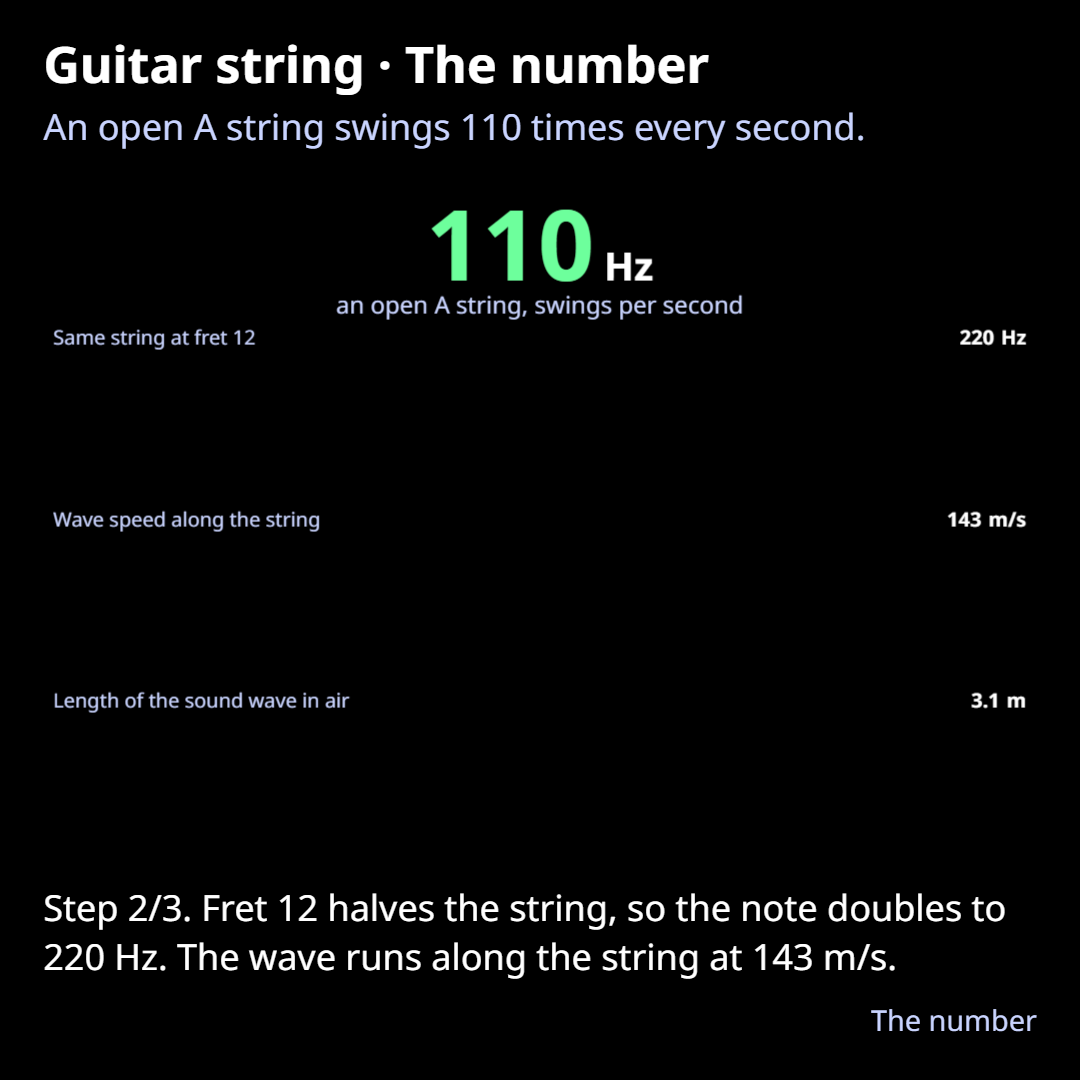 Guitar string · The number
An open A string swings 110 times every second.
110 Hz
an open A string, swings per second
Same string at fret 12 220 Hz
Wave speed along the string 143 m/s
Length of the sound wave in air 3.1 m
Step 2/3. Fret 12 halves the string, so the note doubles to
220 Hz. The wave runs along the string at 143 m/s.
The number